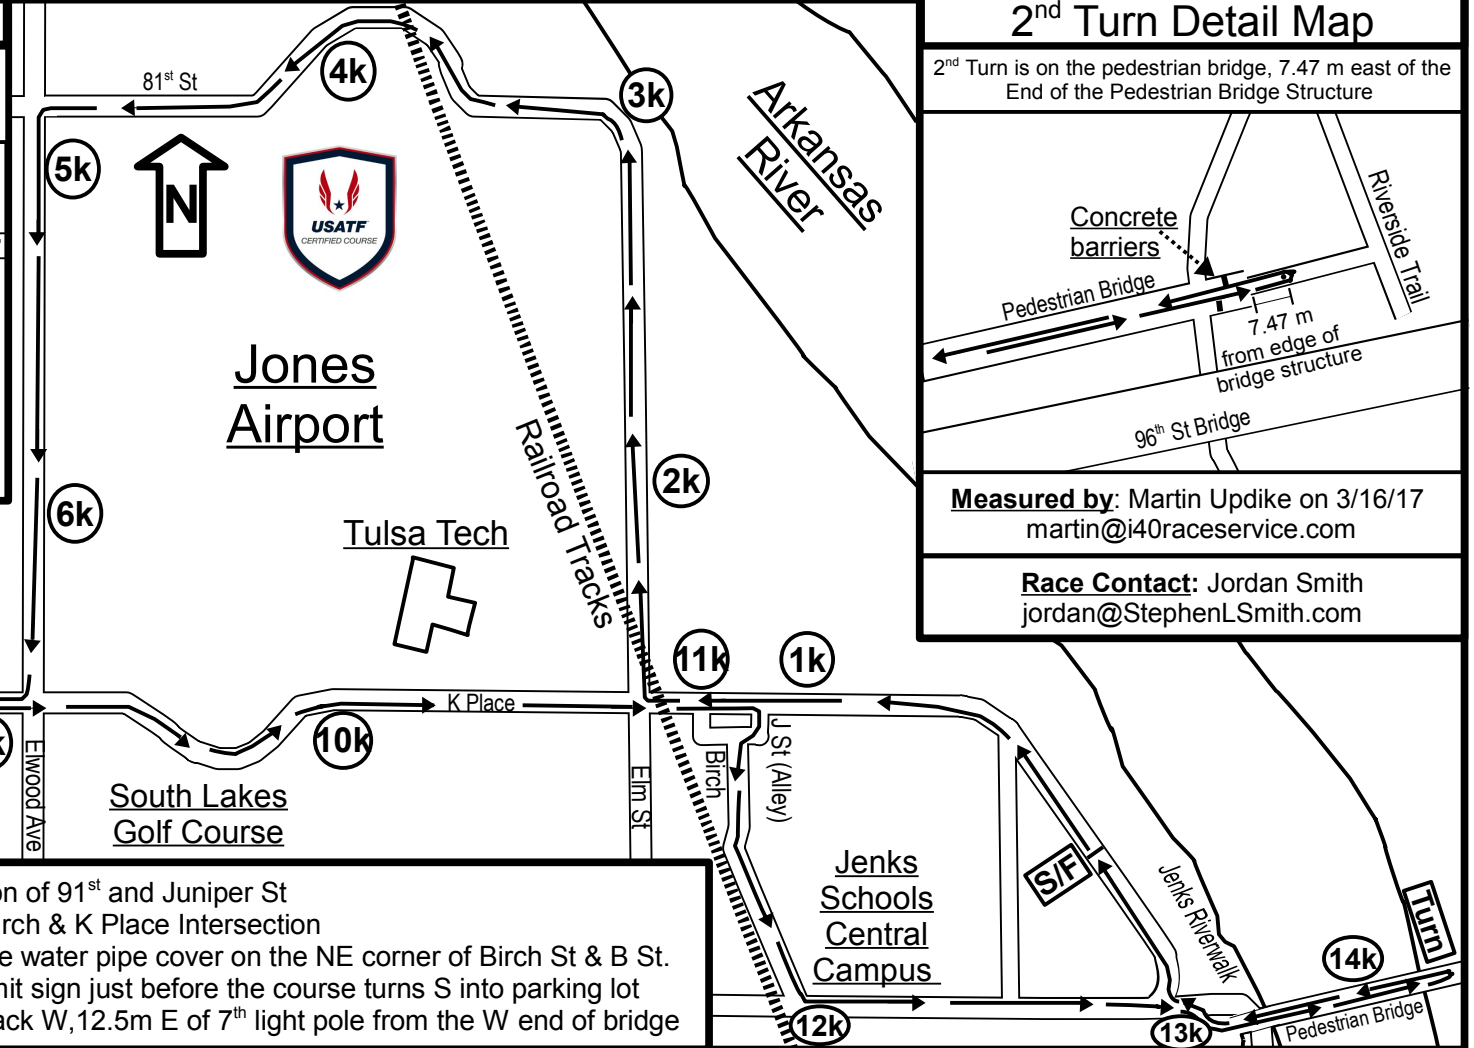 2nd Turn Detail Map
2nd Turn is on the pedestrian bridge, 7.47 m east of the
End of the Pedestrian Bridge Structure
Concrete
barriers
Riverside Trail
Pedestrian Bridge
7.47 m
from edge of
bridge structure
96th St Bridge
Measured by: Martin Updike on 3/16/17
martin@i40raceservice.com
Race Contact: Jordan Smith
jordan@StephenLSmith.com
81st St
4k
3k
5k
N
USATF
CERTIFIED COURSE
Arkansas
River
Jones
Airport
Railroad Tracks
2k
6k
Tulsa Tech
11k
1k
K Place
10k
Elwood Ave
South Lakes
Golf Course
Elm St
Birch
J St (Alley)
Jenks
Schools
Central
Campus
S/F
Jenks Riverwalk
Turn
14k
12k
13k
Pedestrian Bridge
of 91st and Juniper St
& K Place Intersection
water pipe cover on the NE corner of Birch St & B St.
sign just before the course turns S into parking lot
W,12.5m E of 7th light pole from the W end of bridge